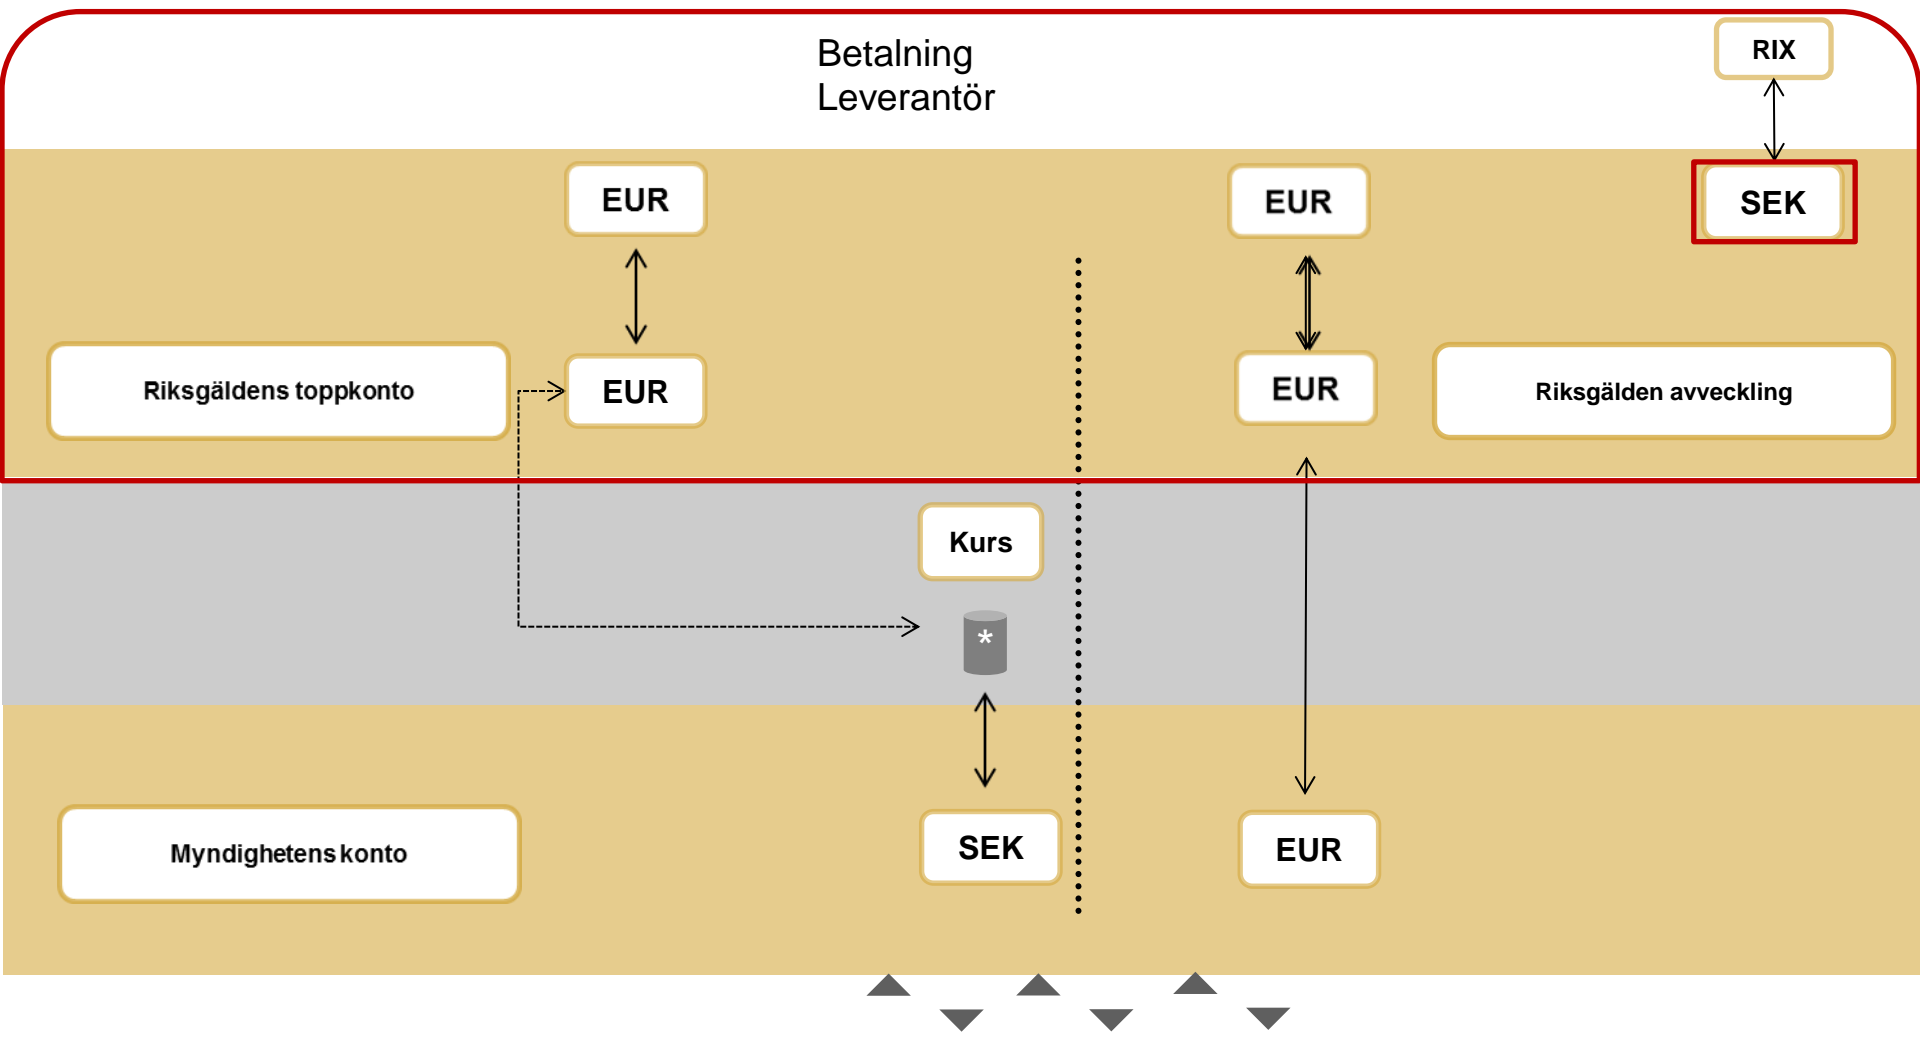 Betalning
Leverantör
RIX
EUR
EUR
SEK
Riksgäldens toppkonto
EUR
EUR
Riksgälden avveckling
Kurs
*
Myndighetens konto
SEK
EUR